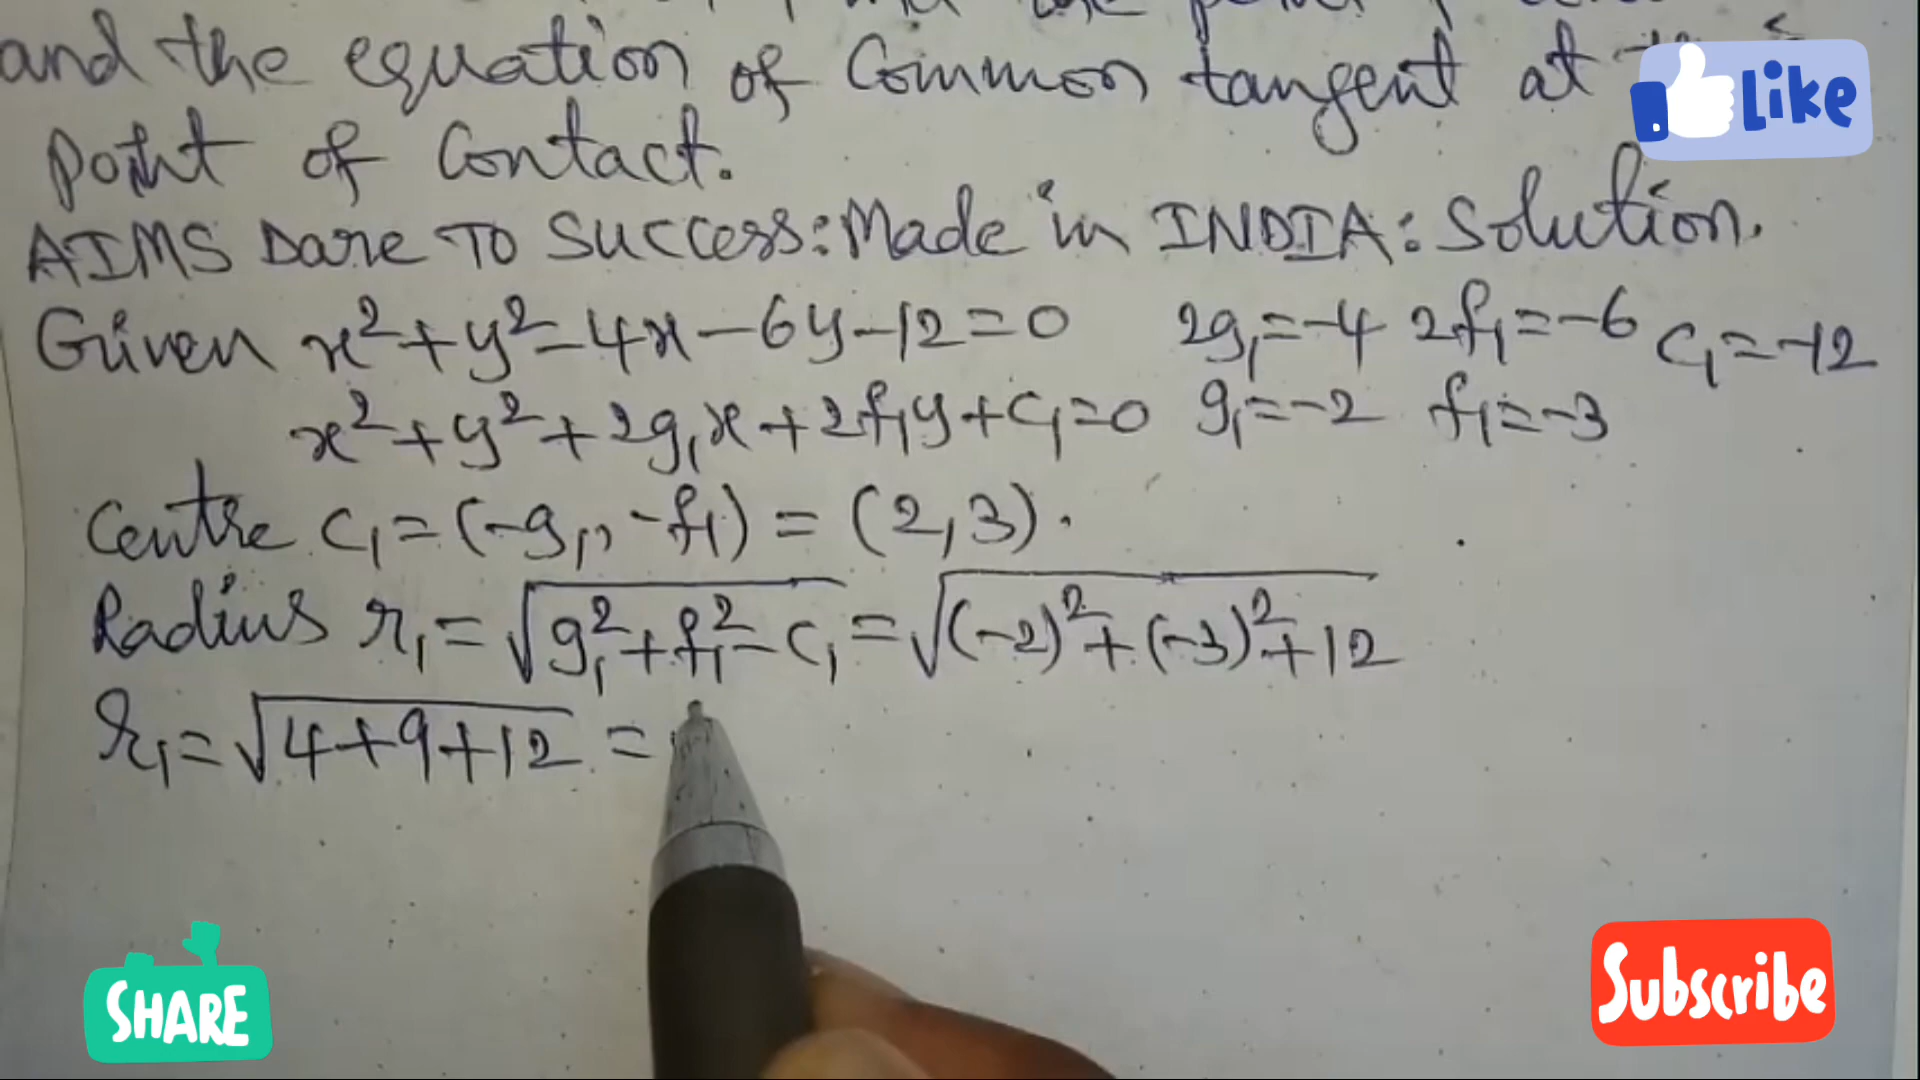 and the equation of Common tangent at
point of Contact.
AIMS Dare To Success: Made in INDIA: Solution.
Given x²+y²-4x-6y-12=0 2g₁=-4 2f₁=-6 c₁=-12
x²+y²+2g₁x+2f₁y+c₁=0 g₁=-2 f₁=-3
Centre C₁=(-g₁,-f₁)=(2,3).
Radius r₁=√(g₁²+f₁²-c₁)=√((-2)²+(-3)²+12)
r₁=√(4+9+12)=
Like
SHARE
Subscribe